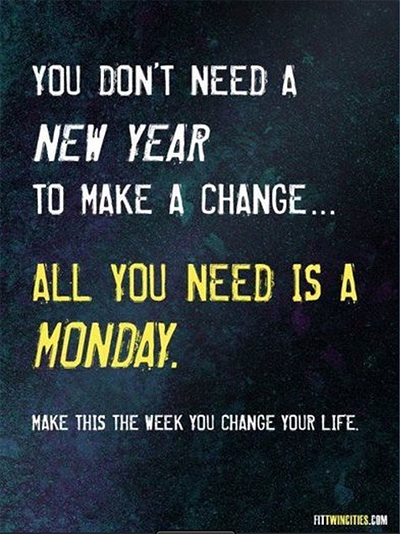 YOU DON'T NEED A
NEW YEAR
TO MAKE A CHANGE...
ALL YOU NEED IS A
MONDAY.
MAKE THIS THE WEEK YOU CHANGE YOUR LIFE.
FITTWINCITIES.COM